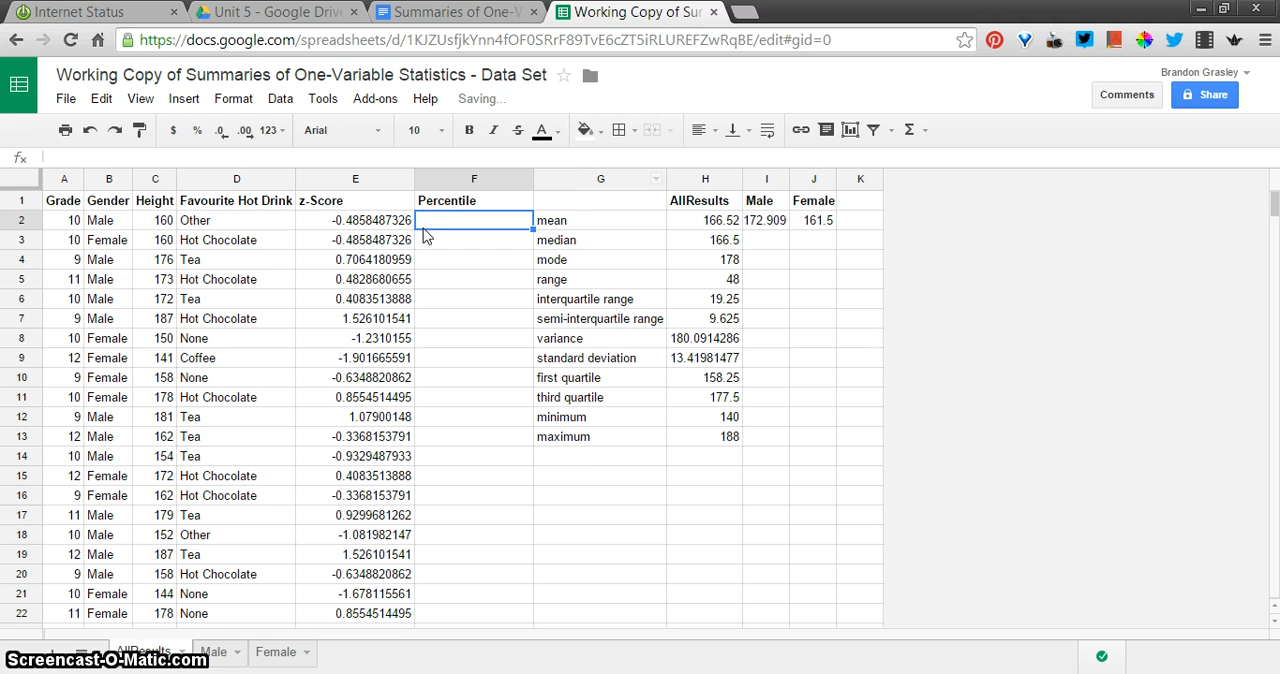 Internet Status × Unit 5 - Google Drive × Summaries of One-V × Working Copy of Sur ×
https://docs.google.com/spreadsheets/d/1KJZUsfjkYnn4fOF0SRrF89TvE6cZT5iRLUREFZwRqBE/edit#gid=0
Working Copy of Summaries of One-Variable Statistics - Data Set
Brandon Grasley
File Edit View Insert Format Data Tools Add-ons Help Saving...
Comments Share
$ % .0 .00 123 Arial 10 B I S A Σ
fx
A B C D E F G H I J K
1 Grade Gender Height Favourite Hot Drink z-Score Percentile AllResults Male Female
2 10 Male 160 Other -0.4858487326 mean 166.52 172.909 161.5
3 10 Female 160 Hot Chocolate -0.4858487326 median 166.5
4 9 Male 176 Tea 0.7064180959 mode 178
5 11 Male 173 Hot Chocolate 0.4828680655 range 48
6 10 Male 172 Tea 0.4083513888 interquartile range 19.25
7 9 Male 187 Hot Chocolate 1.526101541 semi-interquartile range 9.625
8 10 Female 150 None -1.2310155 variance 180.0914286
9 12 Female 141 Coffee -1.901665591 standard deviation 13.41981477
10 9 Female 158 None -0.6348820862 first quartile 158.25
11 10 Female 178 Hot Chocolate 0.8554514495 third quartile 177.5
12 9 Male 181 Tea 1.07900148 minimum 140
13 12 Male 162 Tea -0.3368153791 maximum 188
14 10 Male 154 Tea -0.9329487933
15 12 Female 172 Hot Chocolate 0.4083513888
16 9 Female 162 Hot Chocolate -0.3368153791
17 11 Male 179 Tea 0.9299681262
18 10 Male 152 Other -1.081982147
19 12 Male 187 Tea 1.526101541
20 9 Male 158 Hot Chocolate -0.6348820862
21 10 Female 144 None -1.678115561
22 11 Female 178 None 0.8554514495
AllResults Male Female
Screencast-O-Matic.com